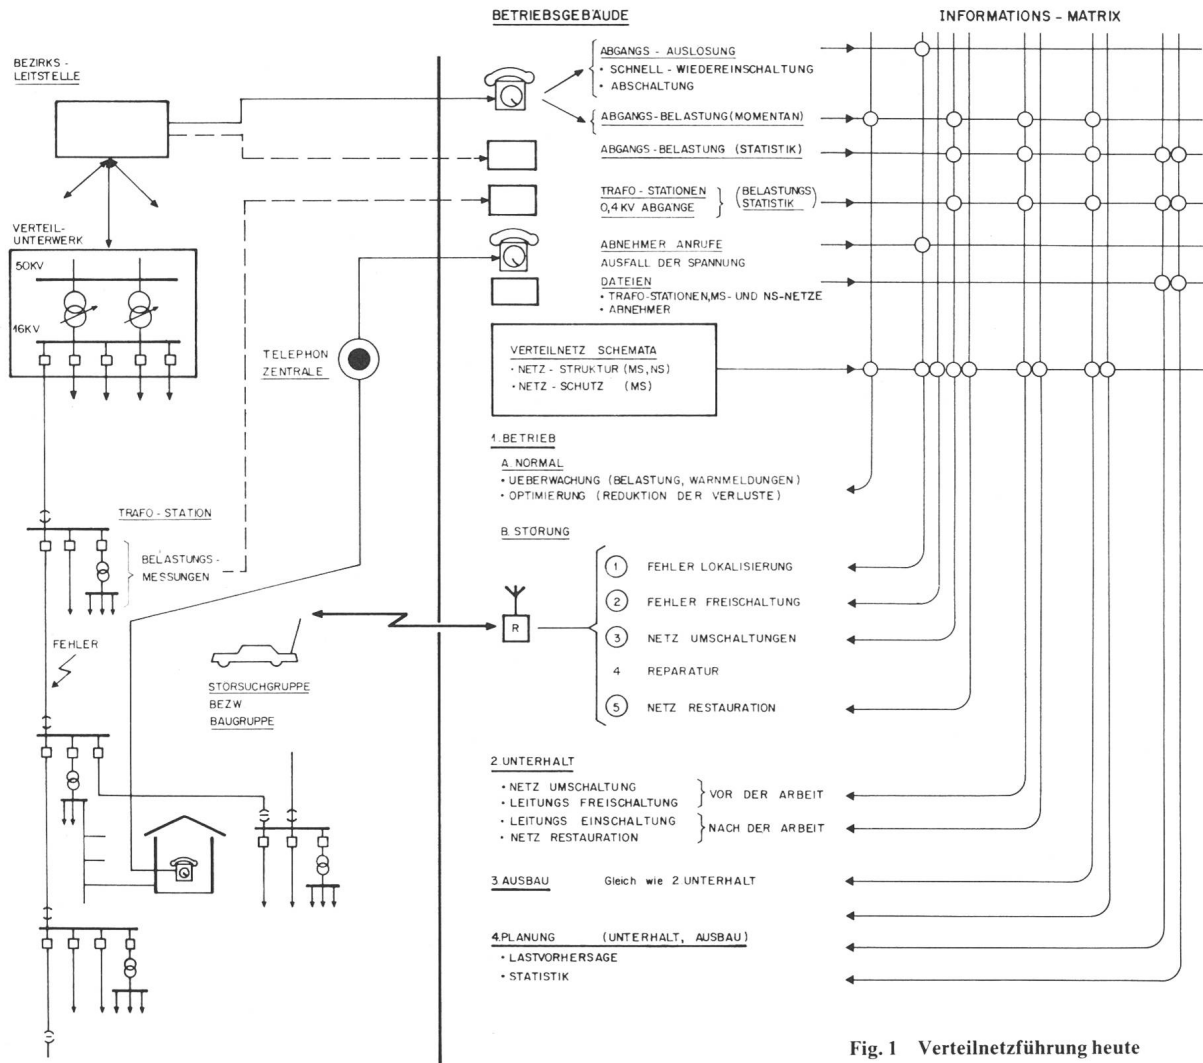 BETRIEBSGEBÄUDE
INFORMATIONS - MATRIX
BEZIRKS -
LEITSTELLE
ABGANGS - AUSLÖSUNG
• SCHNELL - WIEDEREINSCHALTUNG
• ABSCHALTUNG
ABGANGS-BELASTUNG (MOMENTAN)
ABGANGS-BELASTUNG (STATISTIK)
TRAFO - STATIONEN
0,4 KV ABGÄNGE
(BELASTUNGS)
STATISTIK
VERTEIL-
UNTERWERK
50KV
16KV
ABNEHMER ANRUFE
AUSFALL DER SPANNUNG
DATEIEN
• TRAFO-STATIONEN, MS- UND NS-NETZE
• ABNEHMER
TELEPHON
ZENTRALE
VERTEILNETZ SCHEMATA
• NETZ - STRUKTUR (MS, NS)
• NETZ - SCHUTZ (MS)
1. BETRIEB
A. NORMAL
• UEBERWACHUNG (BELASTUNG, WARNMELDUNGEN)
• OPTIMIERUNG (REDUKTION DER VERLUSTE)
TRAFO - STATION
BELASTUNGS -
MESSUNGEN
B. STÖRUNG
1 FEHLER LOKALISIERUNG
2 FEHLER FREISCHALTUNG
R
3 NETZ UMSCHALTUNGEN
4 REPARATUR
5 NETZ RESTAURATION
FEHLER
STÖRSUCHGRUPPE
BEZW
BAUGRUPPE
2. UNTERHALT
• NETZ UMSCHALTUNG
• LEITUNGS FREISCHALTUNG
VOR DER ARBEIT
• LEITUNGS EINSCHALTUNG
• NETZ RESTAURATION
NACH DER ARBEIT
3. AUSBAU Gleich wie 2. UNTERHALT
4. PLANUNG (UNTERHALT, AUSBAU)
• LASTVORHERSAGE
• STATISTIK
Fig. 1 Verteilnetzführung heute